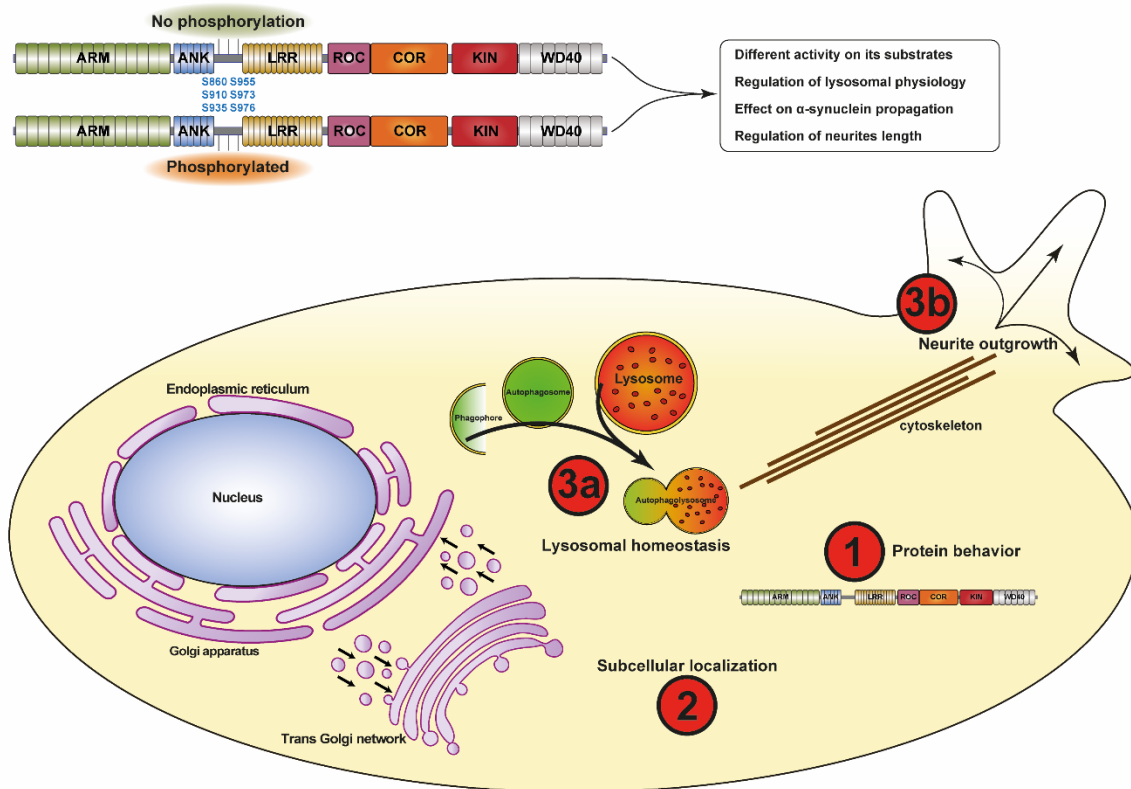 No phosphorylation
ARM ANK LRR ROC COR KIN WD40
S860 S955
S910 S973
S935 S976
ARM ANK LRR ROC COR KIN WD40
Phosphorylated
Different activity on its substrates
Regulation of lysosomal physiology
Effect on α-synuclein propagation
Regulation of neurites length
3b
Neurite outgrowth
Endoplasmic reticulum
Lysosome
Autophagosome
Phagophore
cytoskeleton
Nucleus
3a
Autophagolysosome
Lysosomal homeostasis
1
Protein behavior
ARM ANK LRR ROC COR KIN WD40
Golgi apparatus
Subcellular localization
2
Trans Golgi network